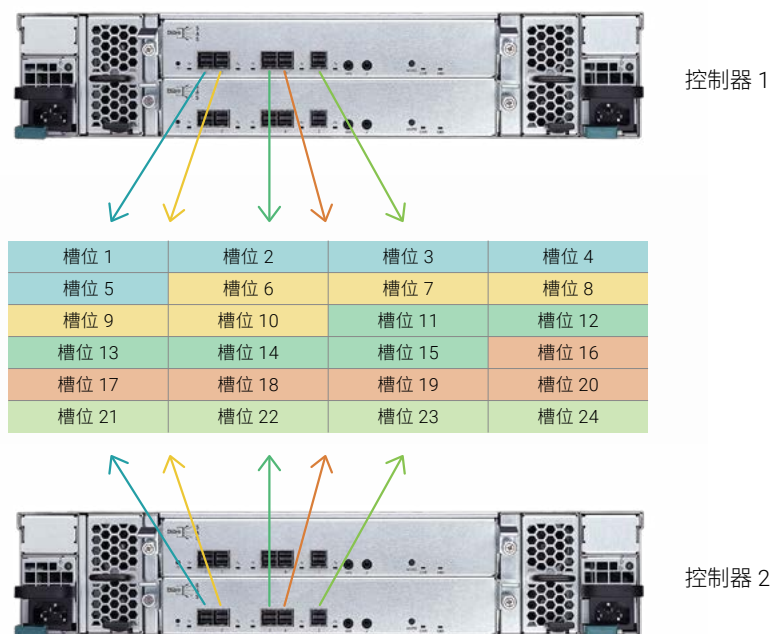 控制器 1
槽位 1 槽位 2 槽位 3 槽位 4
槽位 5 槽位 6 槽位 7 槽位 8
槽位 9 槽位 10 槽位 11 槽位 12
槽位 13 槽位 14 槽位 15 槽位 16
槽位 17 槽位 18 槽位 19 槽位 20
槽位 21 槽位 22 槽位 23 槽位 24
控制器 2